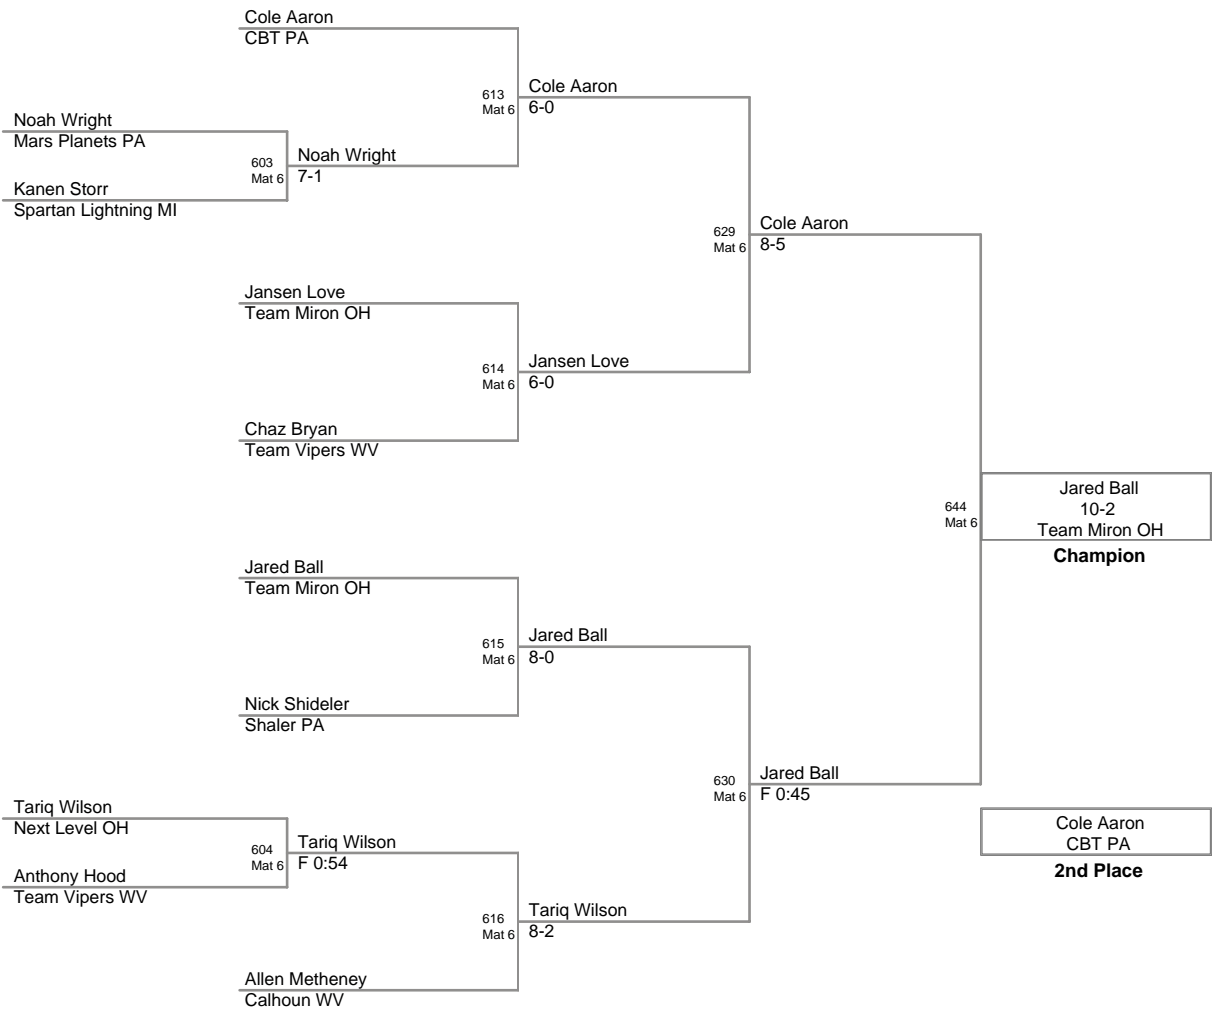 Cole Aaron
CBT PA
613
Mat 6
Cole Aaron
6-0
Noah Wright
Mars Planets PA
603
Mat 6
Noah Wright
7-1
Kanen Storr
Spartan Lightning MI
629
Mat 6
Cole Aaron
8-5
Jansen Love
Team Miron OH
614
Mat 6
Jansen Love
6-0
Chaz Bryan
Team Vipers WV
644
Mat 6
Jared Ball
10-2
Team Miron OH
Champion
Jared Ball
Team Miron OH
615
Mat 6
Jared Ball
8-0
Nick Shideler
Shaler PA
630
Mat 6
Jared Ball
F 0:45
Tariq Wilson
Next Level OH
604
Mat 6
Tariq Wilson
F 0:54
Anthony Hood
Team Vipers WV
Cole Aaron
CBT PA
2nd Place
616
Mat 6
Tariq Wilson
8-2
Allen Metheney
Calhoun WV